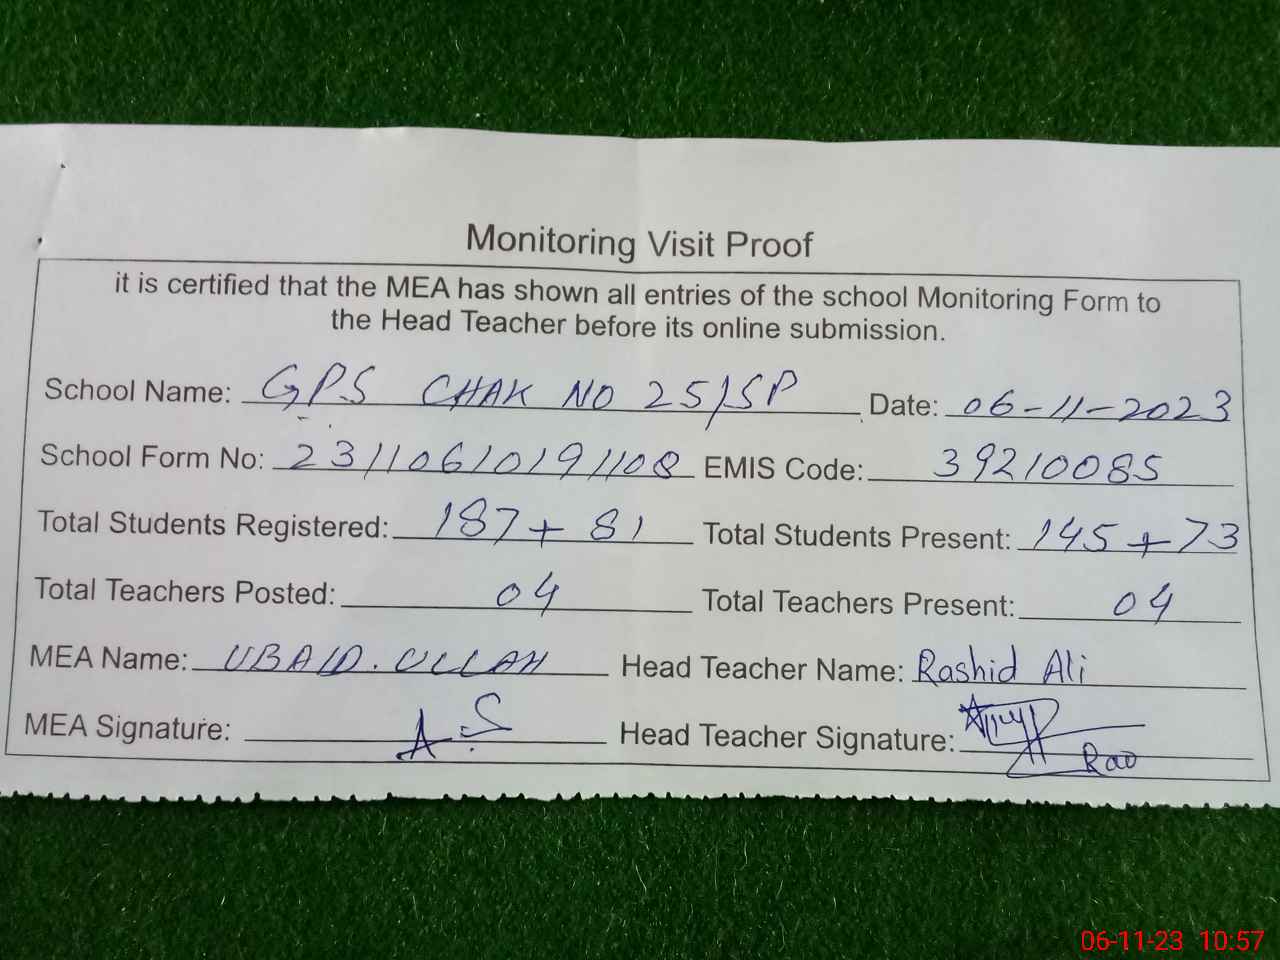 Monitoring Visit Proof
it is certified that the MEA has shown all entries of the school Monitoring Form to
the Head Teacher before its online submission.
School Name: GPS CHAK NO 25/SP Date: 06-11-2023
School Form No: 23110610191108 EMIS Code: 39210085
Total Students Registered: 187+81 Total Students Present: 145+73
Total Teachers Posted: 04 Total Teachers Present: 04
MEA Name: UBAID.ULLAH Head Teacher Name: Rashid Ali
MEA Signature: Head Teacher Signature:
Rao
06-11-23 10:57